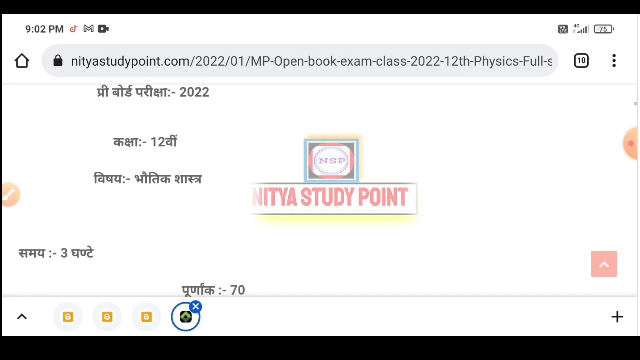 9:02 PM
75
nityastudypoint.com/2022/01/MP-Open-book-exam-class-2022-12th-Physics-Full-s
10
प्री बोर्ड परीक्षा:- 2022
कक्षा:- 12वीं
NSP
विषय:- भौतिक शास्त्र
NITYA STUDY POINT
समय :- 3 घण्टे
पूर्णांक :- 70